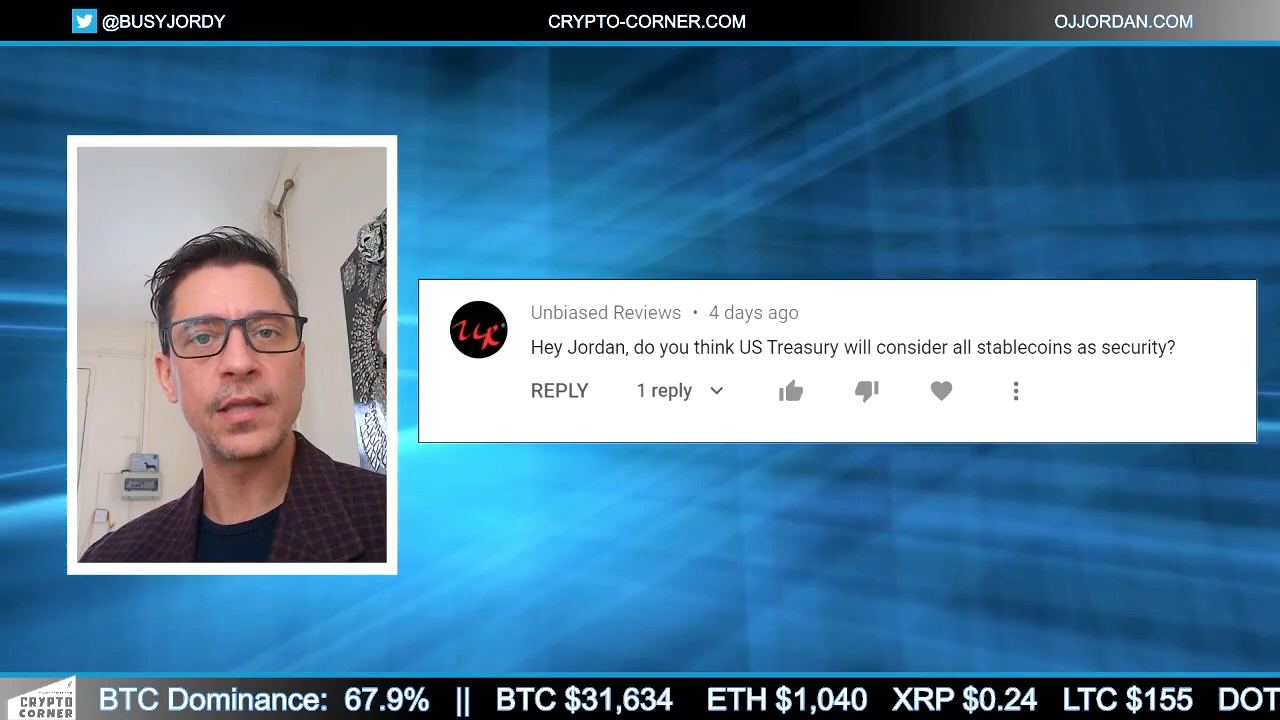 @BUSYJORDY
CRYPTO-CORNER.COM
OJJORDAN.COM
Unbiased Reviews • 4 days ago
Hey Jordan, do you think US Treasury will consider all stablecoins as security?
REPLY 1 reply
CRYPTO
CORNER
BTC Dominance: 67.9% || BTC $31,634 ETH $1,040 XRP $0.24 LTC $155 DOT